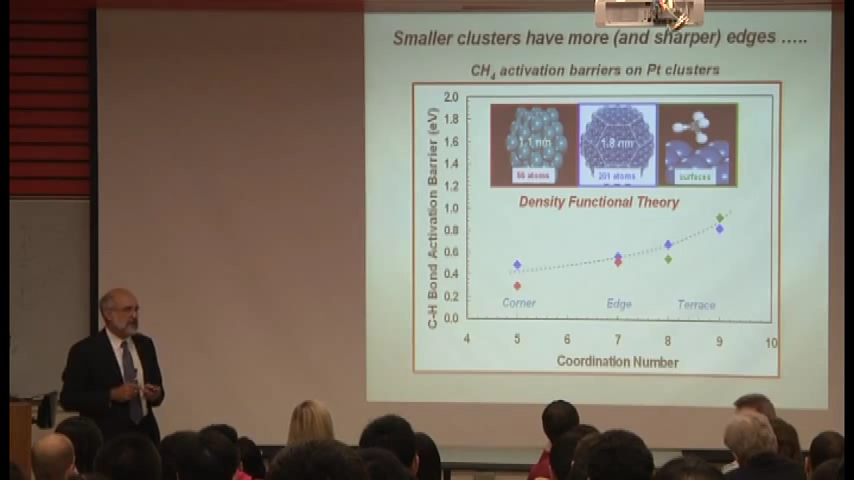 Smaller clusters have more (and sharper) edges .....
CH4 activation barriers on Pt clusters
C-H Bond Activation Barrier (eV)
2.0
1.8
1.6
1.4
1.2
1.0
0.8
0.6
0.4
0.2
0.0
1.1 nm
1.8 nm
201 atoms
surfaces
Density Functional Theory
Corner
Edge
Terrace
4
5
6
7
8
9
10
Coordination Number